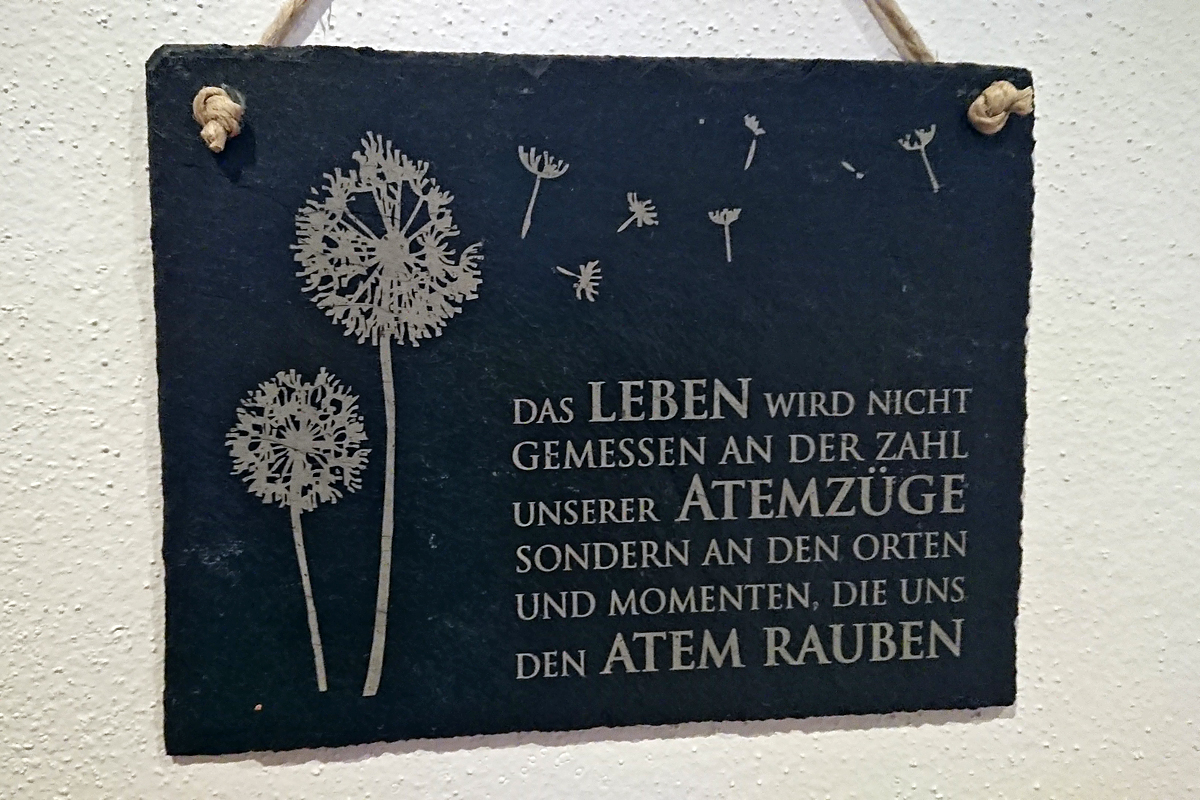 DAS LEBEN WIRD NICHT
GEMESSEN AN DER ZAHL
UNSERER ATEMZÜGE
SONDERN AN DEN ORTEN
UND MOMENTEN, DIE UNS
DEN ATEM RAUBEN